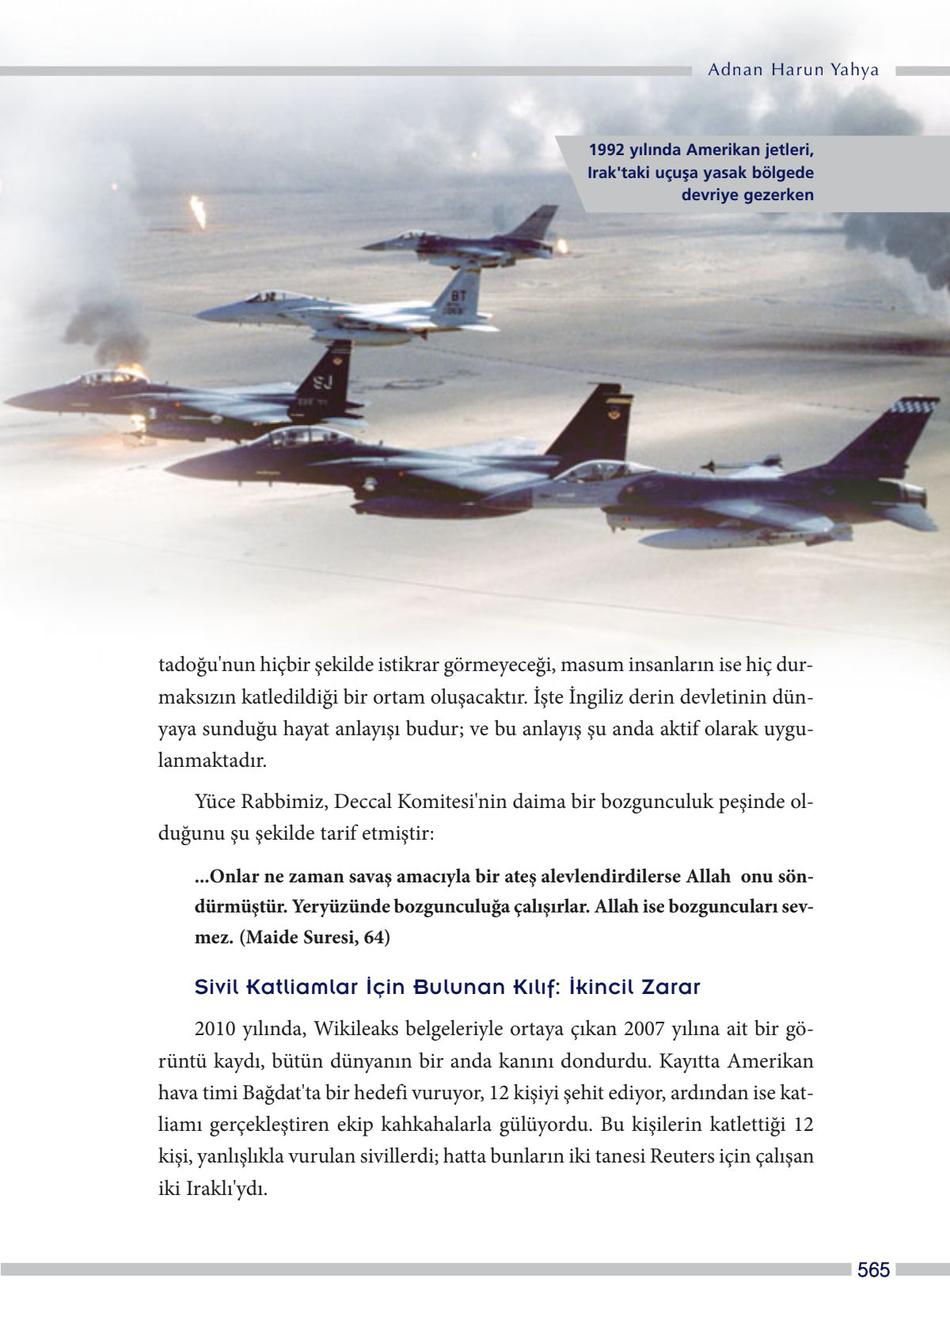 Adnan Harun Yahya
1992 yılında Amerikan jetleri,
Irak'taki uçuşa yasak bölgede
devriye gezerken
BT
SJ
tadoğu'nun hiçbir şekilde istikrar görmeyeceği, masum insanların ise hiç dur-
maksızın katledildiği bir ortam oluşacaktır. İşte İngiliz derin devletinin dün-
yaya sunduğu hayat anlayışı budur; ve bu anlayış şu anda aktif olarak uygu-
lanmaktadır.
Yüce Rabbimiz, Deccal Komitesi'nin daima bir bozgunculuk peşinde ol-
duğunu şu şekilde tarif etmiştir:
...Onlar ne zaman savaş amacıyla bir ateş alevlendirdilerse Allah onu sön-
dürmüştür. Yeryüzünde bozgunculuğa çalışırlar. Allah ise bozguncuları sev-
mez. (Maide Suresi, 64)
Sivil Katliamlar İçin Bulunan Kılıf: İkincil Zarar
2010 yılında, Wikileaks belgeleriyle ortaya çıkan 2007 yılına ait bir gö-
rüntü kaydı, bütün dünyanın bir anda kanını dondurdu. Kayıtta Amerikan
hava timi Bağdat'ta bir hedefi vuruyor, 12 kişiyi şehit ediyor, ardından ise kat-
liamı gerçekleştiren ekip kahkahalarla gülüyordu. Bu kişilerin katlettiği 12
kişi, yanlışlıkla vurulan sivillerdi; hatta bunların iki tanesi Reuters için çalışan
iki Iraklı'ydı.
565